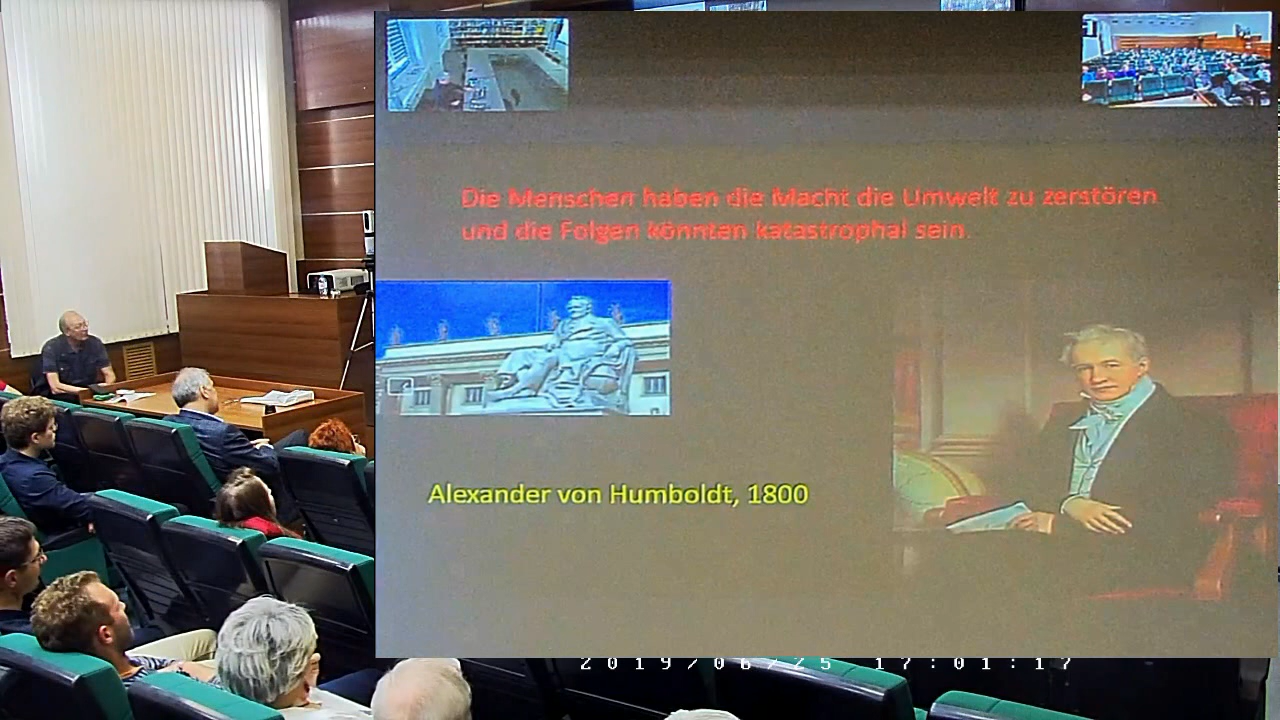 Die Menschen haben die Macht die Umwelt zu zerstören
und die Folgen könnten katastrophal sein.
Alexander von Humboldt, 1800
2019/06/25 17:01:17